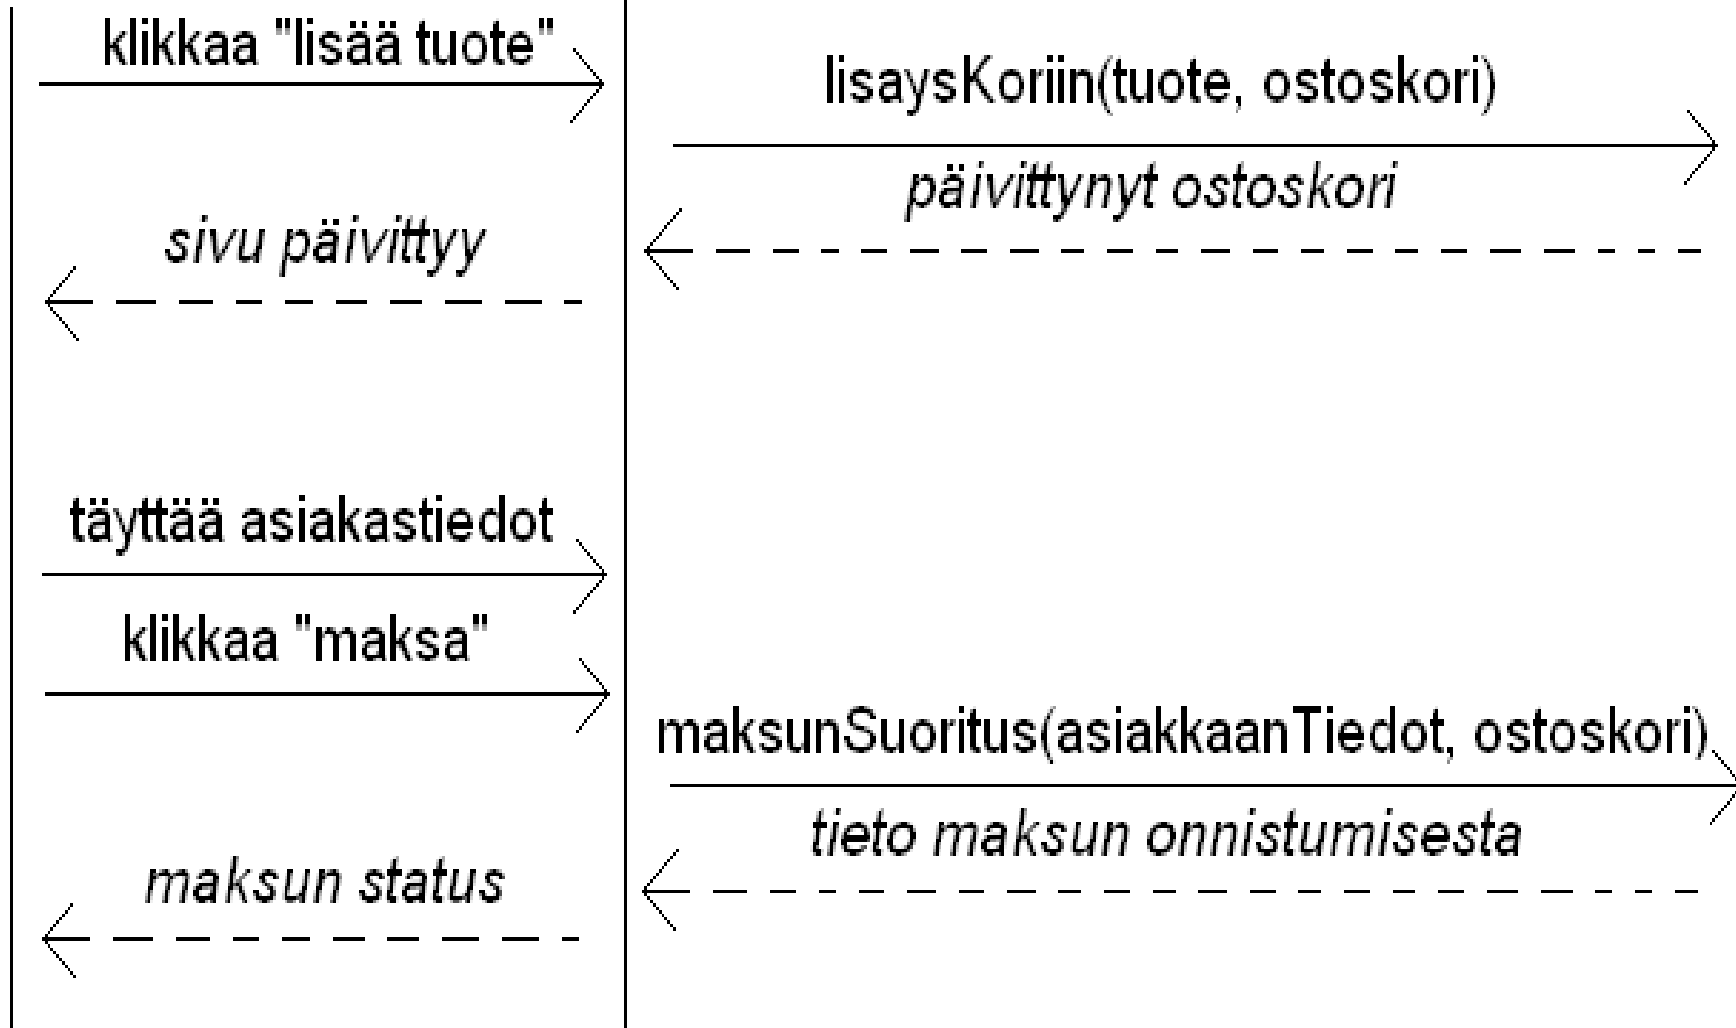 klikkaa "lisää tuote"
lisaysKoriin(tuote, ostoskori)
päivittynyt ostoskori
sivu päivittyy
täyttää asiakastiedot
klikkaa "maksa"
maksunSuoritus(asiakkaanTiedot, ostoskori)
tieto maksun onnistumisesta
maksun status